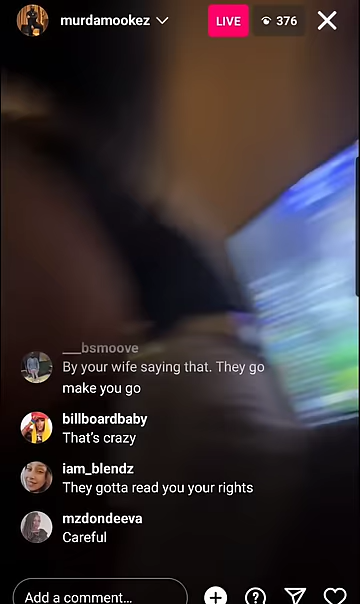 murdamookez
LIVE
376
___bsmoove
By your wife saying that. They go
make you go
billboardbaby
That's crazy
iam_blendz
They gotta read you your rights
mzdondeeva
Careful
Add a comment...